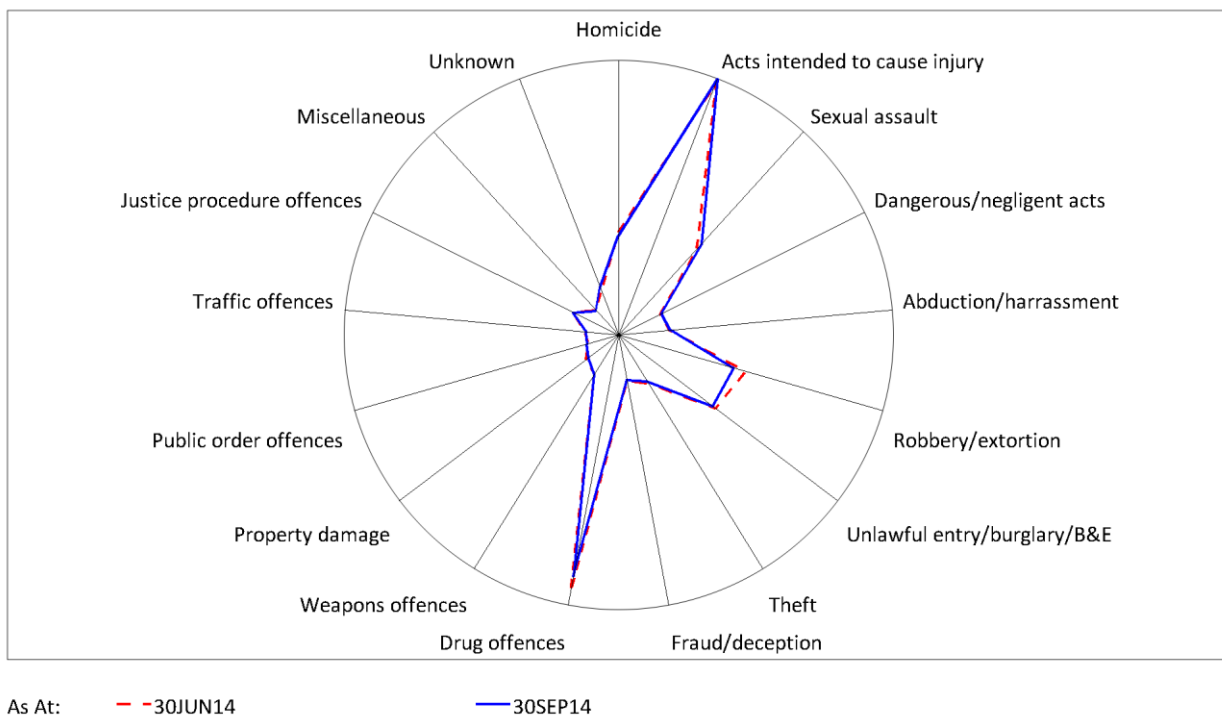 Homicide
Acts intended to cause injury
Sexual assault
Dangerous/negligent acts
Abduction/harrassment
Robbery/extortion
Unlawful entry/burglary/B&E
Theft
Fraud/deception
Drug offences
Weapons offences
Property damage
Public order offences
Traffic offences
Justice procedure offences
Miscellaneous
Unknown
As At: 30JUN14 30SEP14